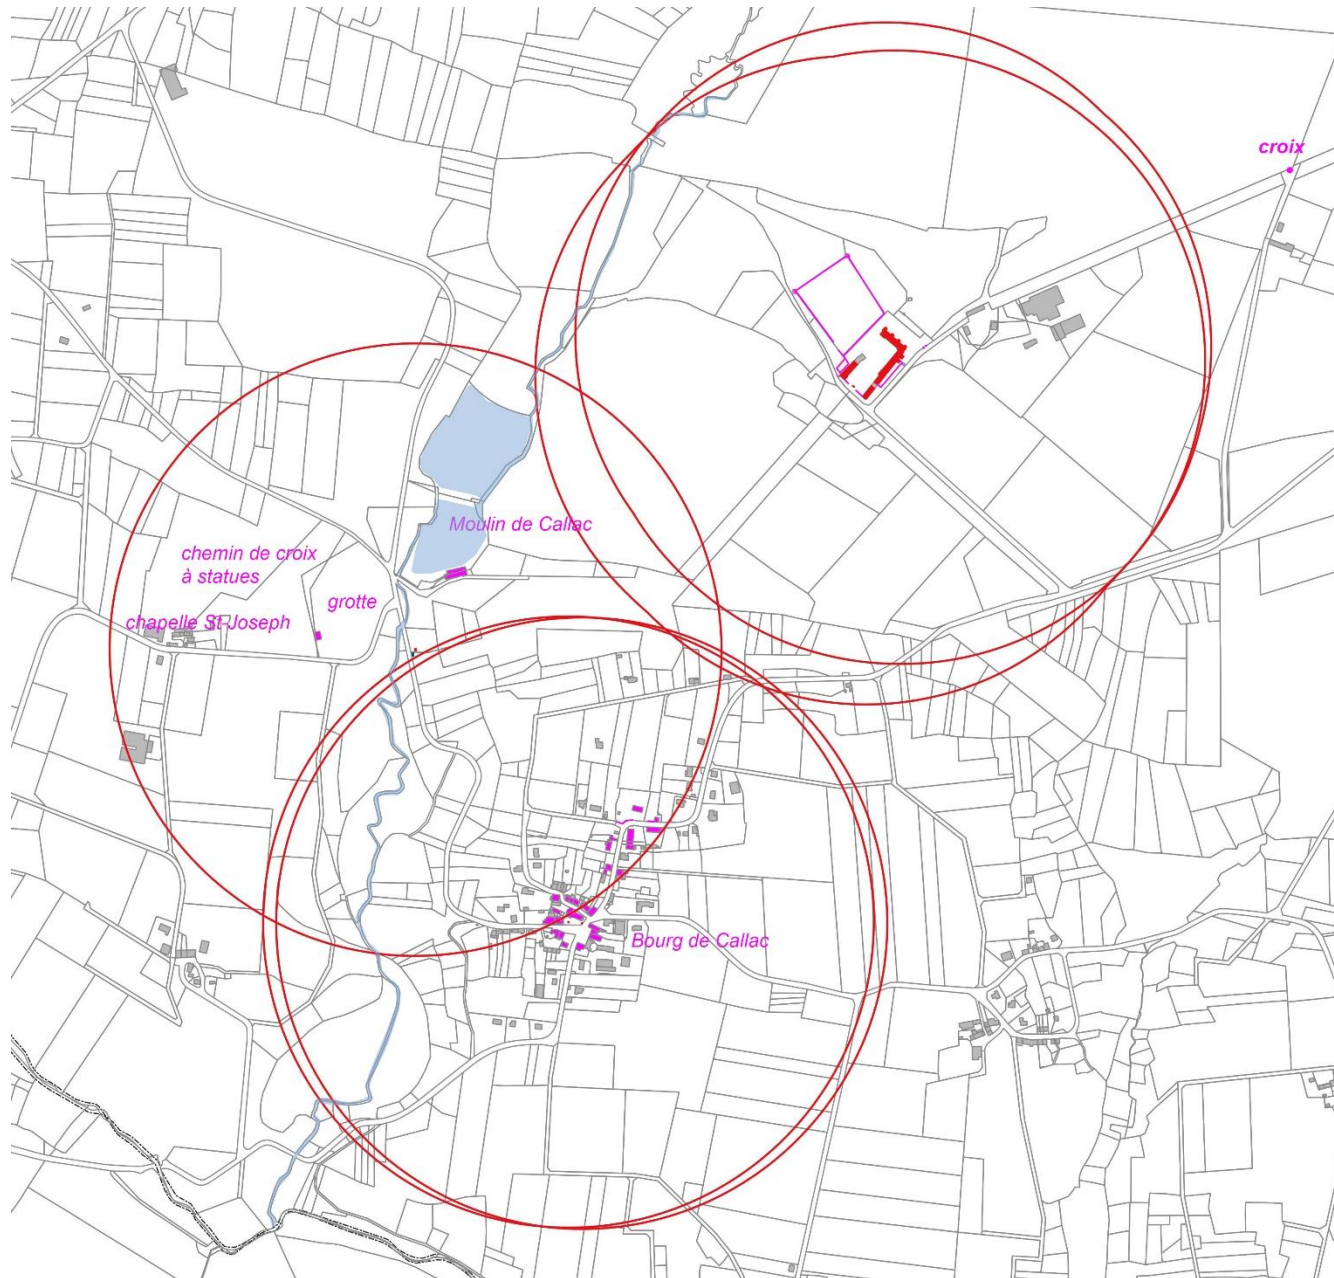 croix
Moulin de Callac
chemin de croix
à statues
grotte
chapelle St Joseph
Bourg de Callac